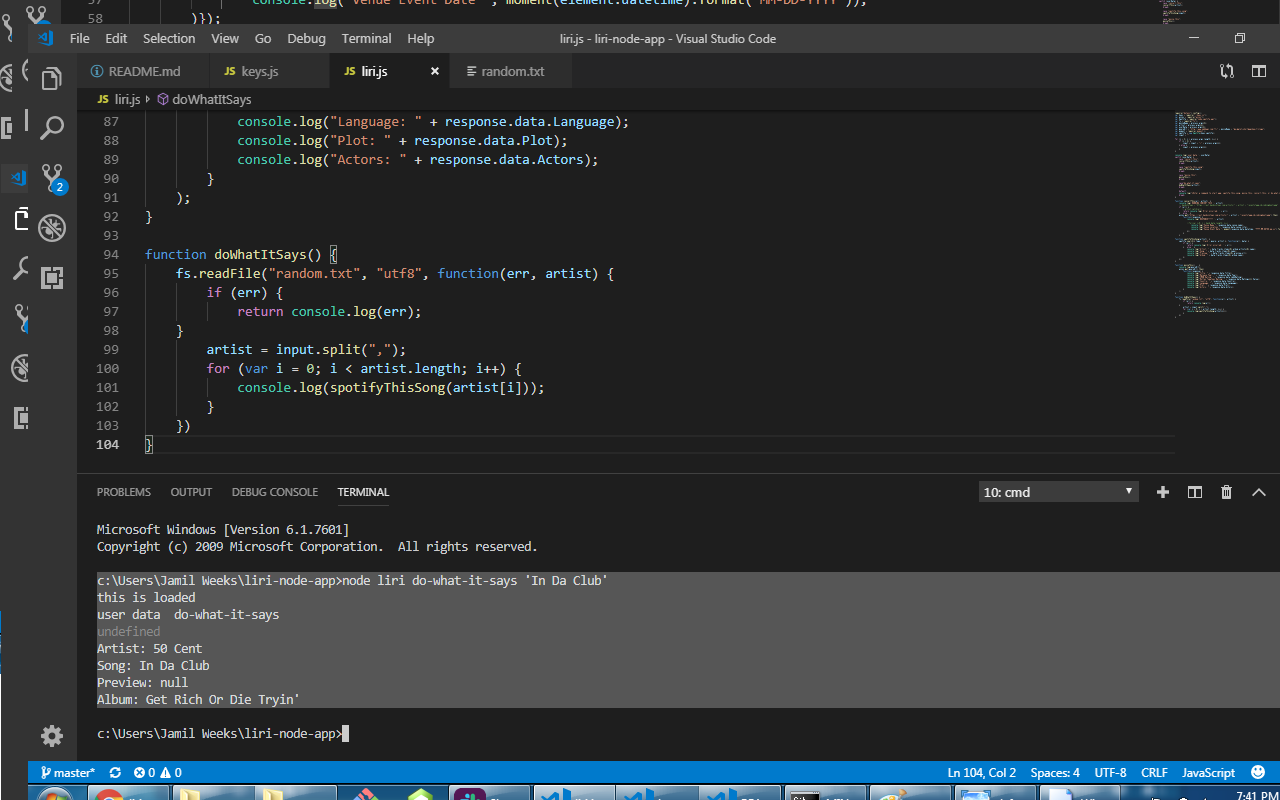 57 console.log("Venue Event Date ", moment(element.datetime).format("MM-DD-YYYY"));
58 )});
File Edit Selection View Go Debug Terminal Help liri.js - liri-node-app - Visual Studio Code
README.md JS keys.js JS liri.js × random.txt
JS liri.js doWhatItSays
87 console.log("Language: " + response.data.Language);
88 console.log("Plot: " + response.data.Plot);
89 console.log("Actors: " + response.data.Actors);
90 }
91 );
92 }
93
94 function doWhatItSays() {
95 fs.readFile("random.txt", "utf8", function(err, artist) {
96 if (err) {
97 return console.log(err);
98 }
99 artist = input.split(",");
100 for (var i = 0; i < artist.length; i++) {
101 console.log(spotifyThisSong(artist[i]));
102 }
103 })
104 }
2
PROBLEMS OUTPUT DEBUG CONSOLE TERMINAL 10: cmd
Microsoft Windows [Version 6.1.7601]
Copyright (c) 2009 Microsoft Corporation. All rights reserved.
c:\Users\Jamil Weeks\liri-node-app>node liri do-what-it-says 'In Da Club'
this is loaded
user data do-what-it-says
undefined
Artist: 50 Cent
Song: In Da Club
Preview: null
Album: Get Rich Or Die Tryin'
c:\Users\Jamil Weeks\liri-node-app>
master* 0 0 Ln 104, Col 2 Spaces: 4 UTF-8 CRLF JavaScript
7:41 PM